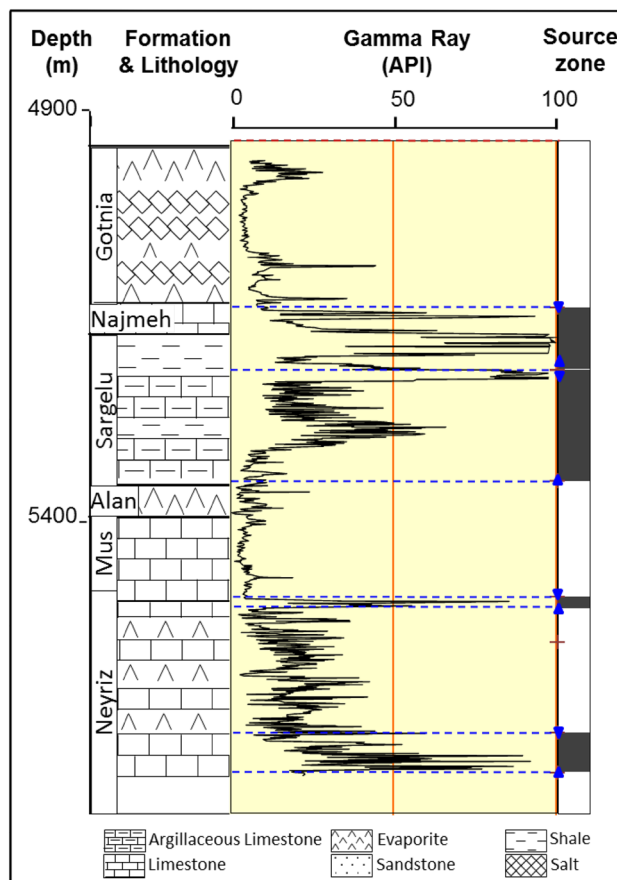 Depth
(m)
Formation
& Lithology
Gamma Ray
(API)
Source
zone
4900
0
50
100
Gotnia
Najmeh
Sargelu
Alan
5400
Mus
Neyriz
Argillaceous Limestone
Evaporite
Shale
Limestone
Sandstone
Salt